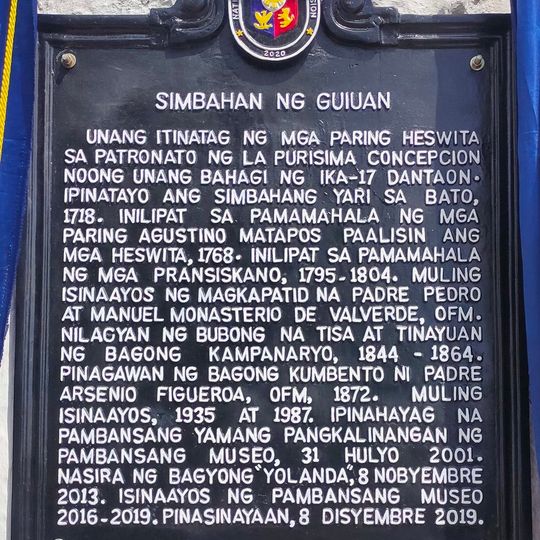 2020
SIMBAHAN NG GUIUAN
UNANG ITINATAG NG MGA PARING HESWITA
SA PATRONATO NG LA PURISIMA CONCEPCION
NOONG UNANG BAHAGI NG IKA-17 DANTAON.
IPINATAYO ANG SIMBAHANG YARI SA BATO,
1718. INILIPAT SA PAMAMAHALA NG MGA
PARING AGUSTINO MATAPOS PAALISIN ANG
MGA HESWITA, 1768. INILIPAT SA PAMAMAHALA
NG MGA PRANSISKANO, 1795-1804. MULING
ISINAAYOS NG MAGKAPATID NA PADRE PEDRO
AT MANUEL MONASTERIO DE VALVERDE, OFM.
NILAGYAN NG BUBONG NA TISA AT TINAYUAN
NG BAGONG KAMPANARYO, 1844 - 1864.
PINAGAWAN NG BAGONG KUMBENTO NI PADRE
ARSENIO FIGUEROA, OFM, 1872. MULING
ISINAAYOS, 1935 AT 1987. IPINAHAYAG NA
PAMBANSANG YAMANG PANGKALINANGAN NG
PAMBANSANG MUSEO, 31 HULYO 2001.
NASIRA NG BAGYONG "YOLANDA", 8 NOBYEMBRE
2013. ISINAAYOS NG PAMBANSANG MUSEO
2016-2019. PINASINAYAAN, 8 DISYEMBRE 2019.